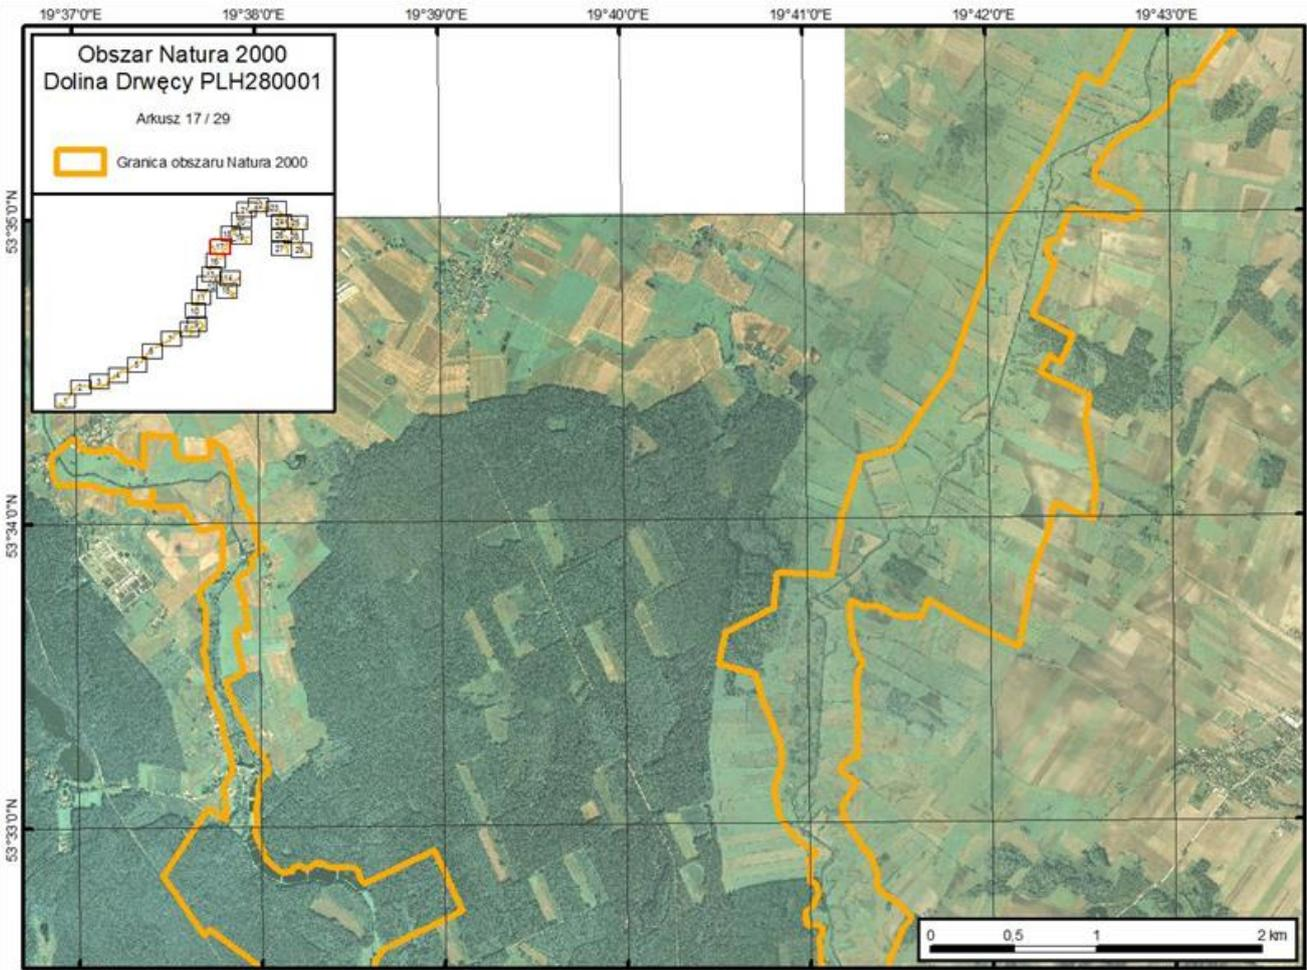 19°37'0"E
19°38'0"E
19°39'0"E
19°40'0"E
19°41'0"E
19°42'0"E
19°43'0"E
Obszar Natura 2000
Dolina Drwęcy PLH280001
Arkusz 17 / 29
Granica obszaru Natura 2000
53°35'0"N
53°34'0"N
53°33'0"N
0
0,5
1
2 km